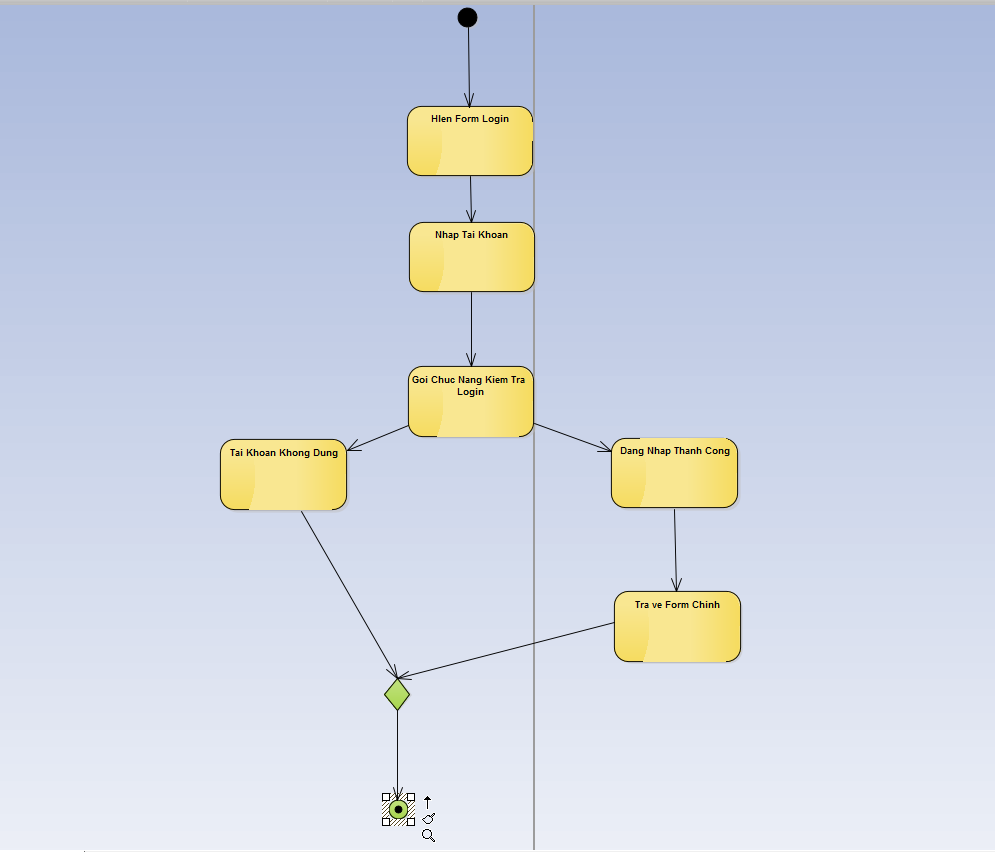 HIen Form Login
Nhap Tai Khoan
Goi Chuc Nang Kiem Tra
Login
Tai Khoan Khong Dung
Dang Nhap Thanh Cong
Tra ve Form Chinh